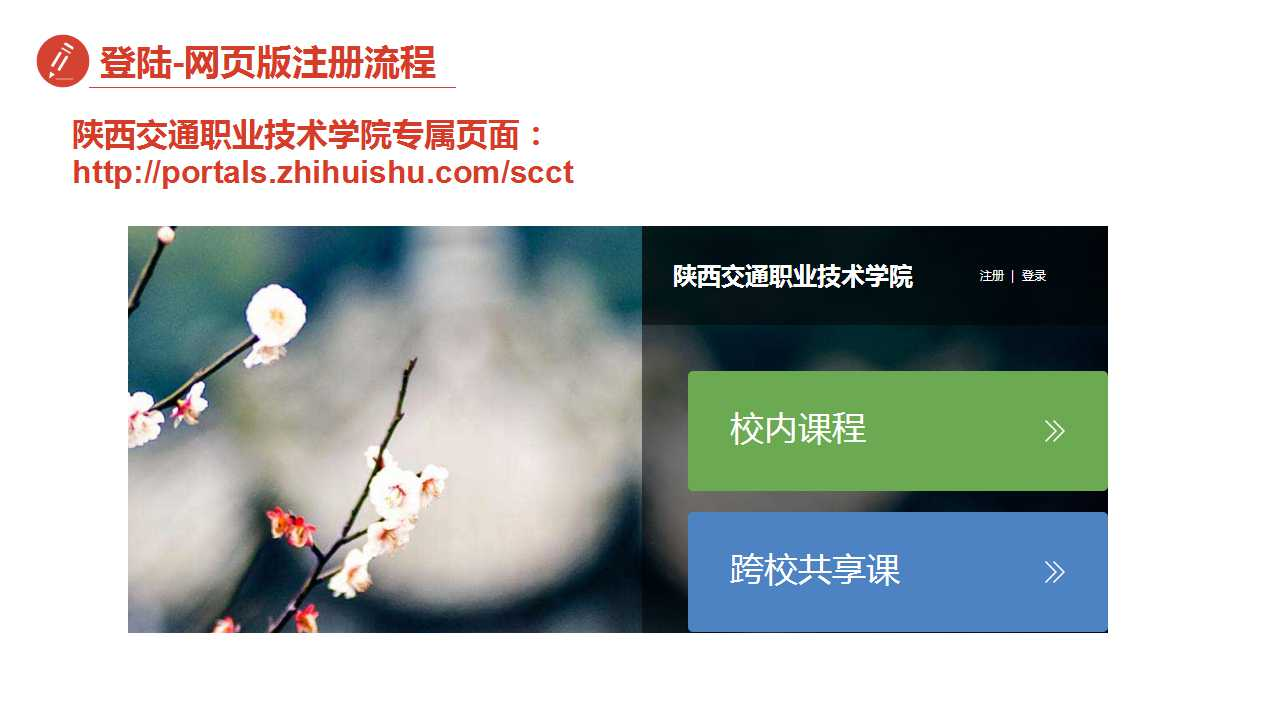 登陆-网页版注册流程
陕西交通职业技术学院专属页面：
http://portals.zhihuishu.com/scct
陕西交通职业技术学院
注册 | 登录
校内课程
跨校共享课